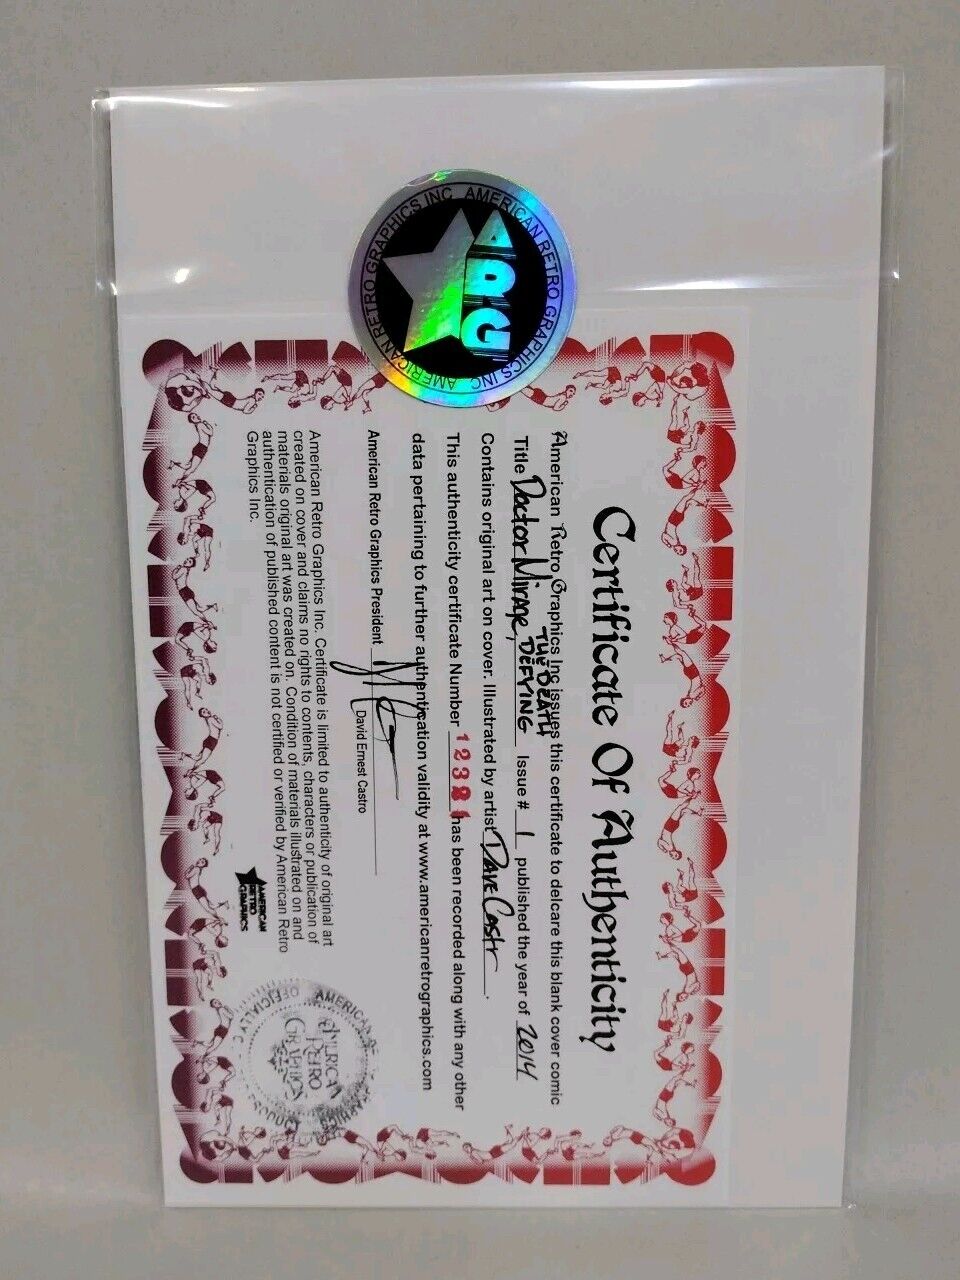 AMERICAN RETRO GRAPHICS INC. AMERICAN RETRO GRAPHICS INC.
ARG
Certificate Of Authenticity
American Retro Graphics Inc issues this certificate to delcare this blank cover comic
Title Doctor Mirage, THE DEATH DEFYING Issue # 1 published the year of 2014
Contains original art on cover. Illustrated by artist Dave Castr.
This authenticity certificate Number has been recorded along with any other
data pertaining to further authentication validity at www.americanretrographics.com
American Retro Graphics President
David Ernest Castro
American Retro Graphics Inc. Certificate is limited to authenticity of original art
created on cover and claims no rights to contents, characters or publication of
materials original art was created on. Condition of materials illustrated on and
authentication of published content is not certified or verified by American Retro
Graphics Inc.
AMERICAN
RETRO
GRAPHICS
AMERICAN
RETRO
GRAPHICS